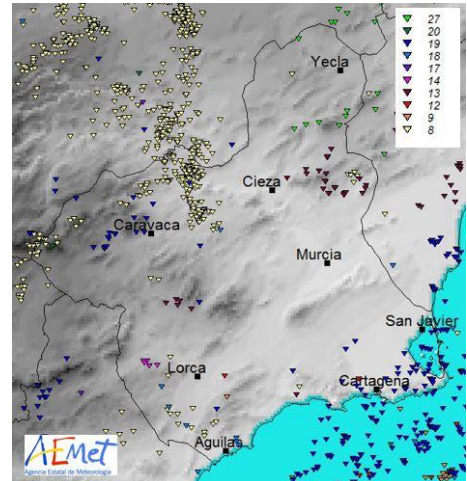 27
20
19
18
17
14
13
12
9
8
Yecla
Cieza
Caravaca
Murcia
San Javier
Lorca
Cartagena
Aguilas
AEMet
Agencia Estatal de Meteorología